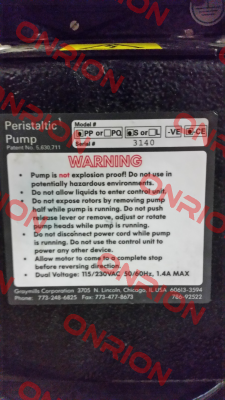 Peristaltic
Pump
Patent No. 5,630,711
Model #
PP or PQ S or L -VE -CE
Serial #
3140
WARNING
• Pump is not explosion proof! Do not use in
potentially hazardous environments.
• Do not allow liquids to enter control unit.
• Do not expose rotors by removing pump
half while pump is running. Do not push
release lever or remove, adjust or rotate
pump heads while pump is running.
• Do not disconnect power cord while pump
is running. Do not use the control unit to
power any other device.
• Allow motor to come to complete stop
before reversing direction.
• Dual Voltage: 115/230VAC, 50/60Hz, 1.4A MAX
Graymills Corporation 3705 N. Lincoln, Chicago, IL USA 60613-3594
Phone: 773-248-6825 Fax: 773-477-8673 786-92522
ONRION
ONRION
ONRION
ONRION
ONRION